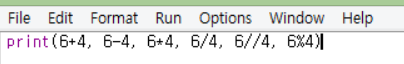 File Edit Format Run Options Window Help
print(6+4, 6-4, 6*4, 6/4, 6//4, 6%4)